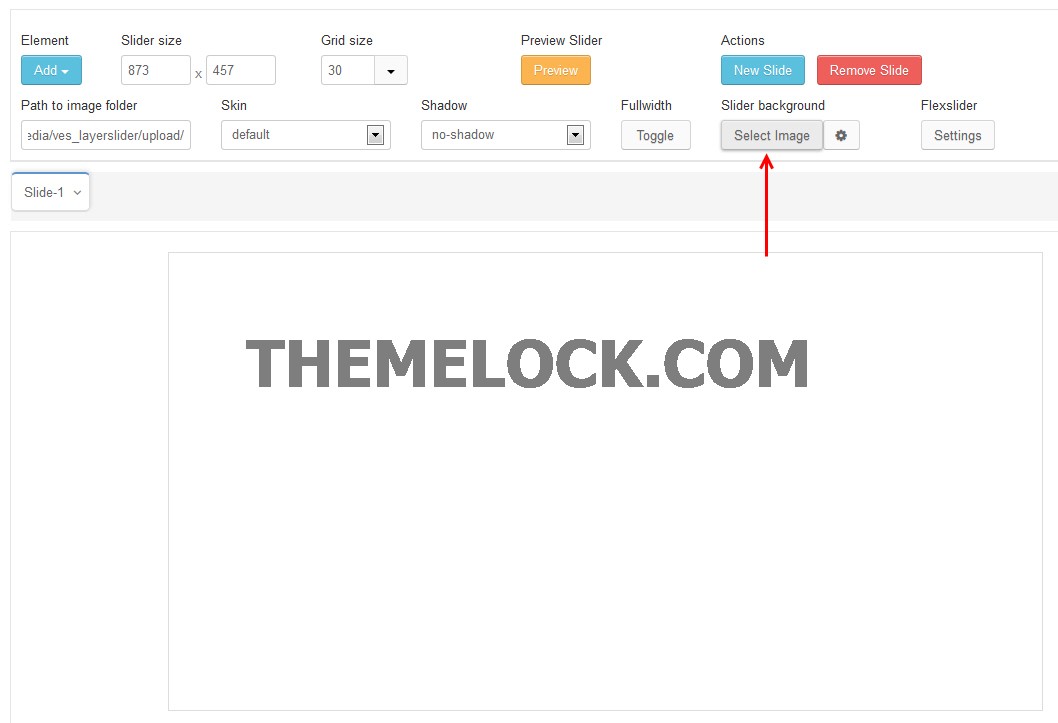 Element Slider size Grid size Preview Slider Actions
Add 873 x 457 30 Preview New Slide Remove Slide
Path to image folder Skin Shadow Fullwidth Slider background Flexslider
edia/ves_layerslider/upload/ default no-shadow Toggle Select Image Settings
Slide-1
THEMELOCK.COM